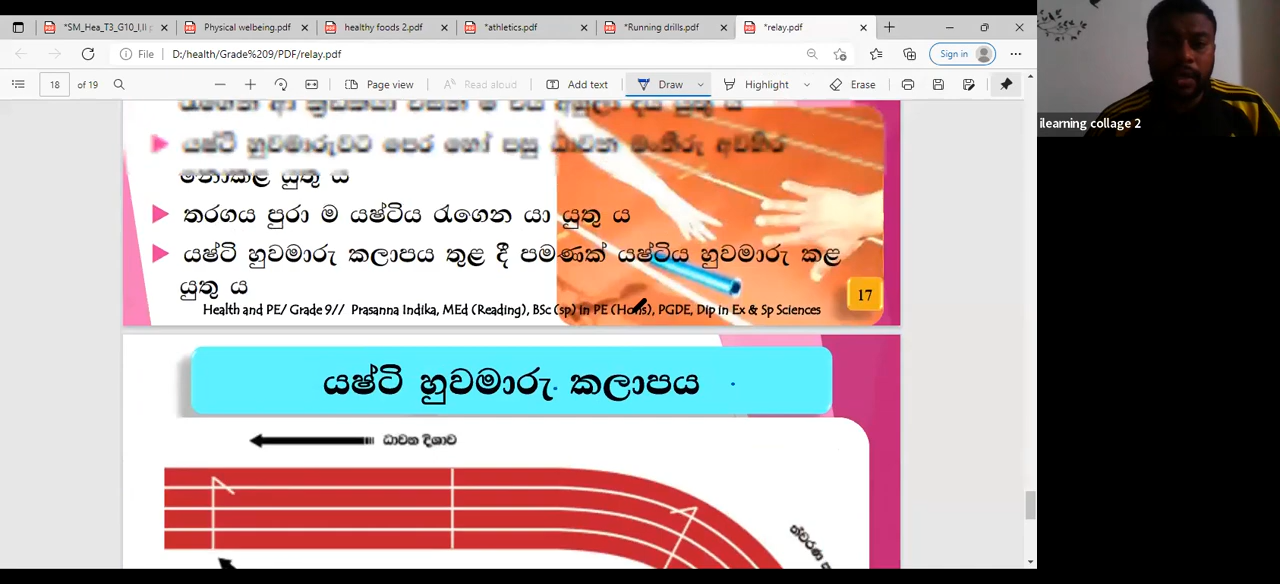 *SM_Hea_T3_G10_I,II p
Physical welbeing.pdf
healthy foods 2.pdf
*athletics.pdf
*Running drills.pdf
*relay.pdf
File D:/health/Grade%209/PDF/relay.pdf
Sign in
18 of 19
Page view
Read aloud
Add text
Draw
Highlight
Erase
ilearning collage 2
යෂ්ටි හුවමාරුවට පෙර හෝ පසු ධාවන මංතීරු අවහිර
නොකළ යුතු ය
තරගය පුරා ම යෂ්ටිය රැගෙන යා යුතු ය
යෂ්ටි හුවමාරු කලාපය තුළ දී පමණක් යෂ්ටිය හුවමාරු කළ
යුතු ය
17
Health and PE/ Grade 9// Prasanna Indika, MEd (Reading), BSc (sp) in PE (Hons), PGDE, Dip in Ex & Sp Sciences
යෂ්ටි හුවමාරු කලාපය
ධාවන දිශාව
ත්වරණ